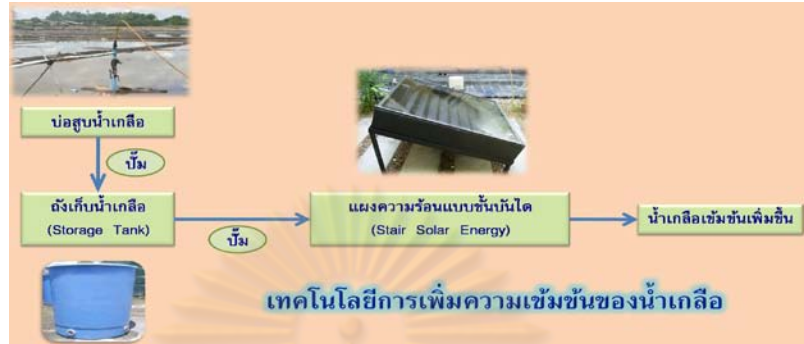 บ่อสูบน้ำเกลือ
ปั๊ม
ถังเก็บน้ำเกลือ
(Storage Tank)
ปั๊ม
แผงความร้อนแบบขั้นบันได
(Stair Solar Energy)
น้ำเกลือเข้มข้นเพิ่มขึ้น
เทคโนโลยีการเพิ่มความเข้มข้นของน้ำเกลือ